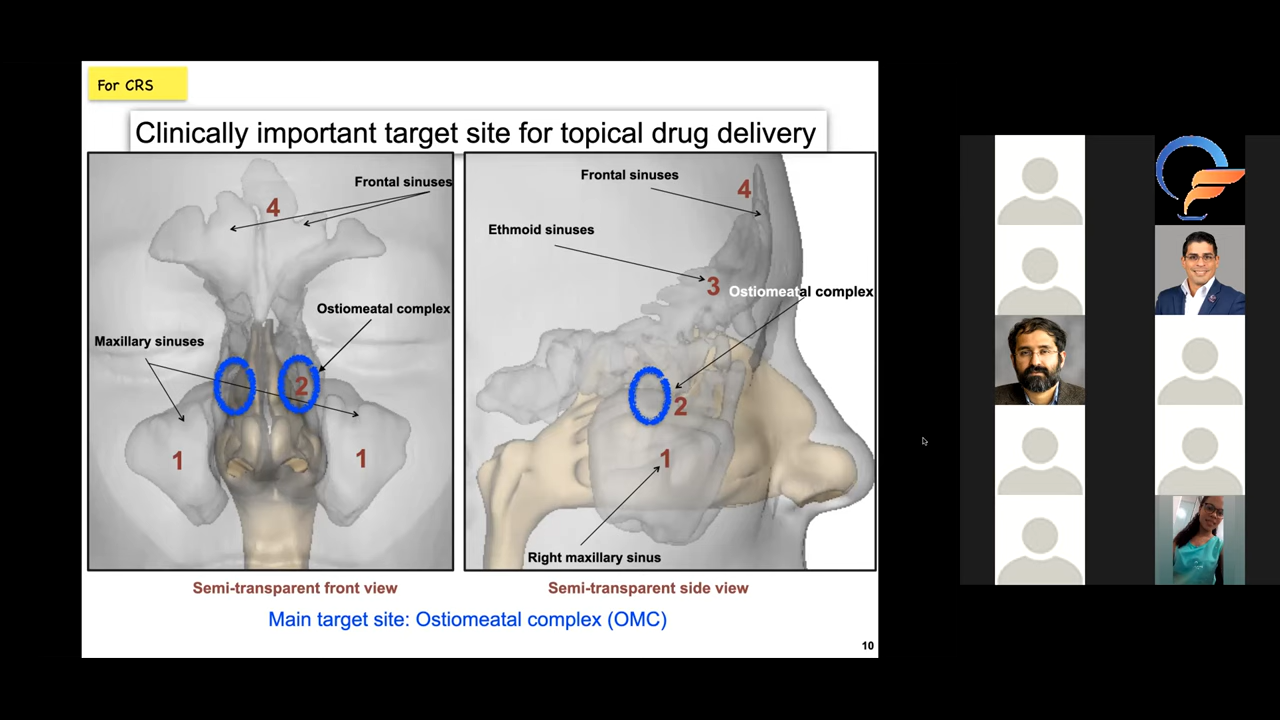 For CRS
Clinically important target site for topical drug delivery
Frontal sinuses
4
Ostiomeatal complex
Maxillary sinuses
2
1
1
Semi-transparent front view
Frontal sinuses
4
Ethmoid sinuses
3
Ostiomeatal complex
2
1
Right maxillary sinus
Semi-transparent side view
Main target site: Ostiomeatal complex (OMC)
10